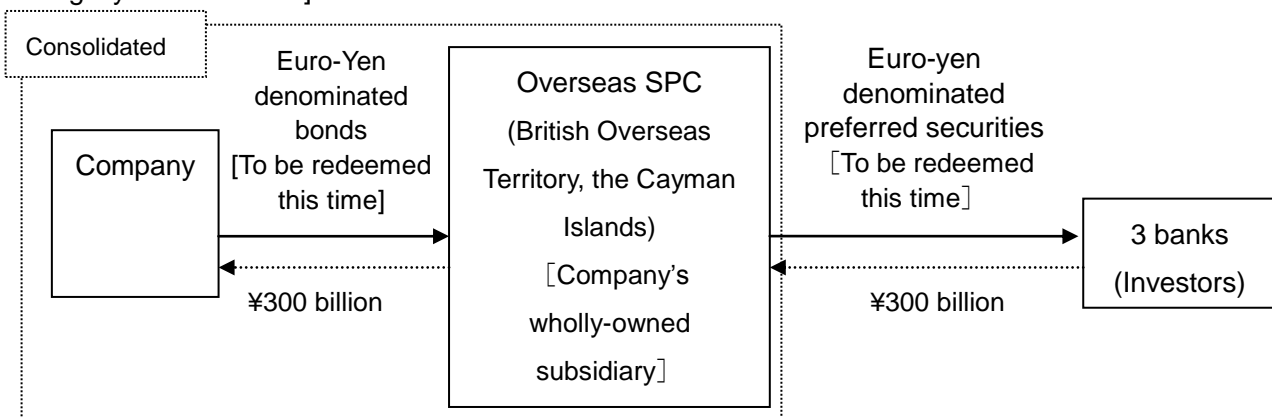 Consolidated
Company
Euro-Yen
denominated
bonds
[To be redeemed
this time]
¥300 billion
Overseas SPC
(British Overseas
Territory, the Cayman
Islands)
［Company's
wholly-owned
subsidiary］
Euro-yen
denominated
preferred securities
［To be redeemed
this time］
¥300 billion
3 banks
(Investors)